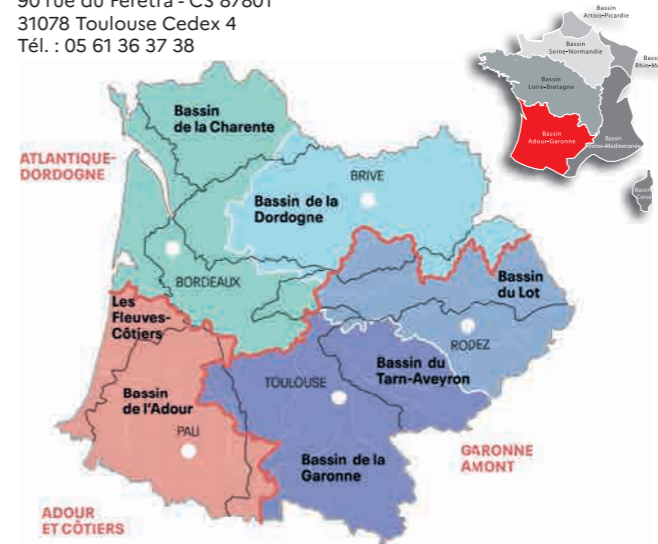 90 rue du Férétra - CS 87801
31078 Toulouse Cedex 4
Tél. : 05 61 36 37 38
Bassin
Artois-Picardie
Bassin
Seine-Normandie
Bassin
Loire-Bretagne
Bassin
Adour-Garonne
Bassin
Bassin
de la Charente
ATLANTIQUE-
DORDOGNE
BRIVE
Bassin de la
Dordogne
BORDEAUX
Bassin
du Lot
Les
Fleuves-
Côtiers
RODEZ
Bassin du
Tarn-Aveyron
TOULOUSE
Bassin
de l'Adour
PAU
Bassin de la
Garonne
GARONNE
AMONT
ADOUR
ET CÔTIERS